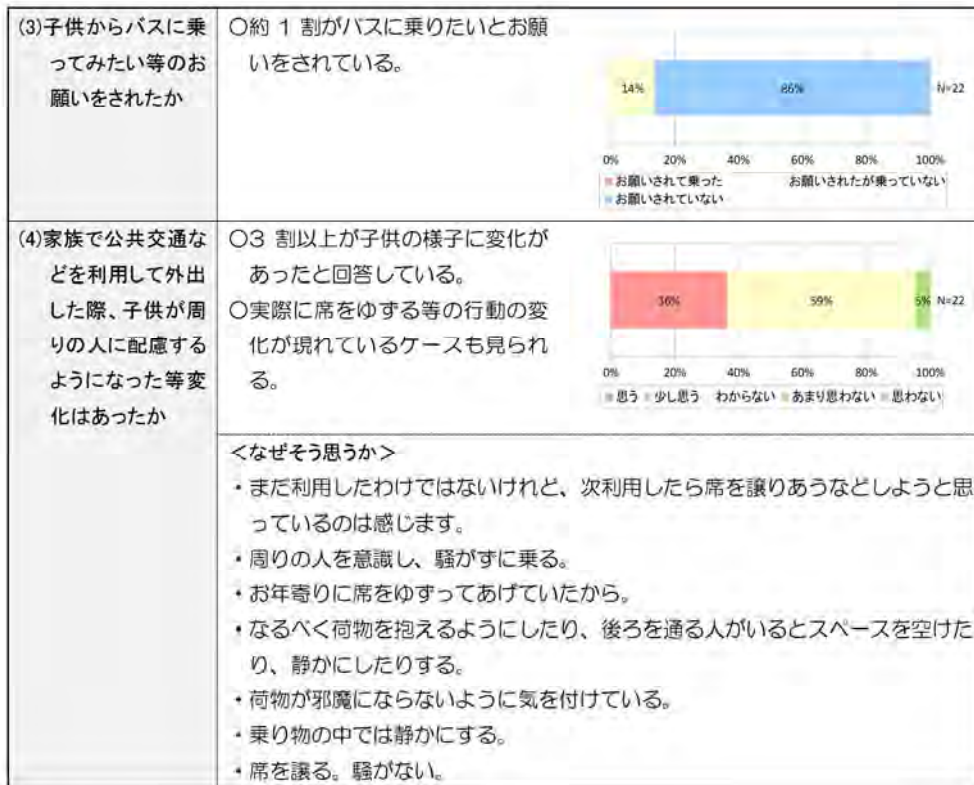 (3)子供からバスに乗
ってみたい等のお
願いをされたか
〇約 1 割がバスに乗りたいとお願
いをされている。
14%
86%
N=22
0% 20% 40% 60% 80% 100%
お願いされて乗った お願いされたが乗っていない
お願いされていない
(4)家族で公共交通な
どを利用して外出
した際、子供が周
りの人に配慮する
ようになった等変
化はあったか
〇3 割以上が子供の様子に変化が
あったと回答している。
〇実際に席をゆずる等の行動の変
化が現れているケースも見られ
る。
36%
59%
5%
N=22
0% 20% 40% 60% 80% 100%
思う 少し思う わからない あまり思わない 思わない
＜なぜそう思うか＞
・まだ利用したわけではないけれど、次利用したら席を譲りあうなどしようと思
っているのは感じます。
・周りの人を意識し、騒がずに乗る。
・お年寄りに席をゆずってあげていたから。
・なるべく荷物を抱えるようにしたり、後ろを通る人がいるとスペースを空けた
り、静かにしたりする。
・荷物が邪魔にならないように気を付けている。
・乗り物の中では静かにする。
・席を譲る。騒がない。